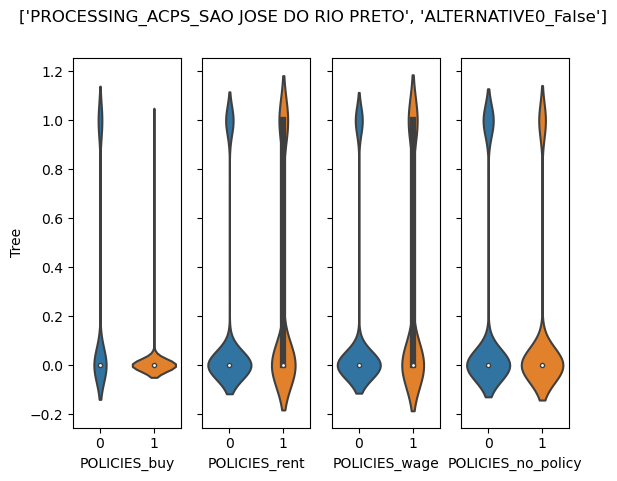 ['PROCESSING_ACPS_SAO JOSE DO RIO PRETO', 'ALTERNATIVE0_False']
Tree
1.2
1.0
0.8
0.6
0.4
0.2
0.0
−0.2
0 1
POLICIES_buy
0 1
POLICIES_rent
0 1
POLICIES_wage
0 1
POLICIES_no_policy